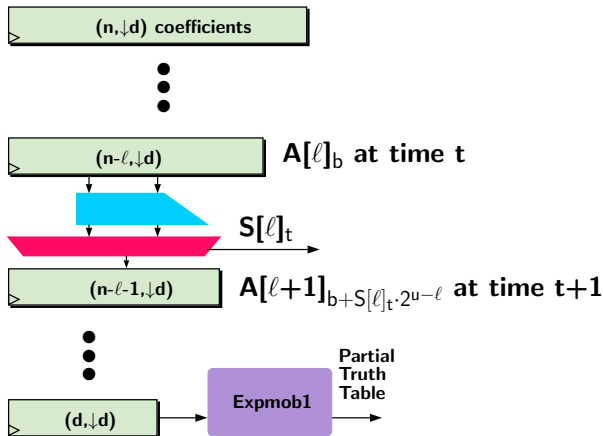 (n,↓d) coefficients
(n-ℓ,↓d)
A[ℓ]b at time t
S[ℓ]t
(n-ℓ-1,↓d)
A[ℓ+1]b+S[ℓ]t·2u−ℓ at time t+1
Partial
Truth
Table
(d,↓d)
Expmob1